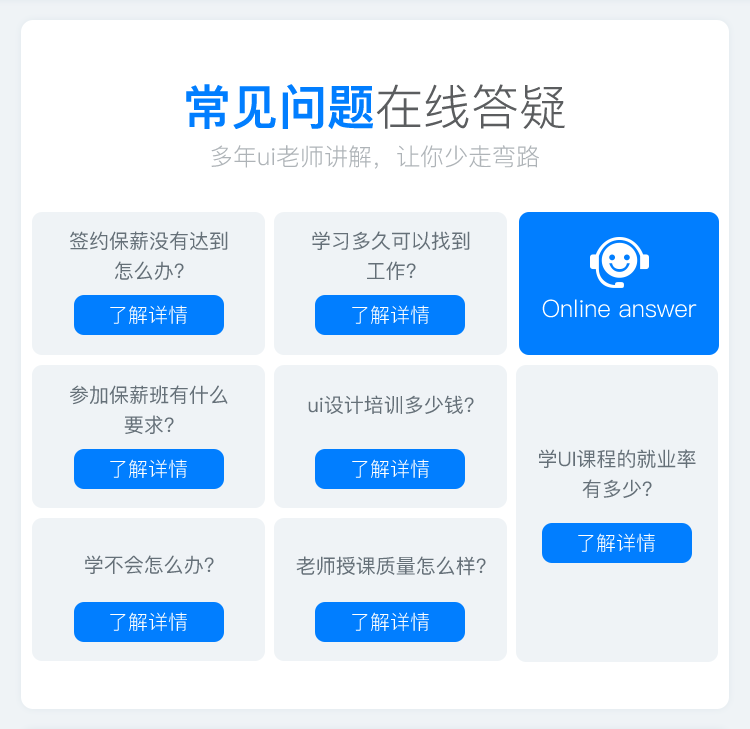 常见问题在线答疑
多年ui老师讲解，让你少走弯路
签约保薪没有达到
怎么办?
了解详情
学习多久可以找到
工作?
了解详情
Online answer
参加保薪班有什么
要求?
了解详情
ui设计培训多少钱?
了解详情
学UI课程的就业率
有多少?
了解详情
学不会怎么办?
了解详情
老师授课质量怎么样?
了解详情